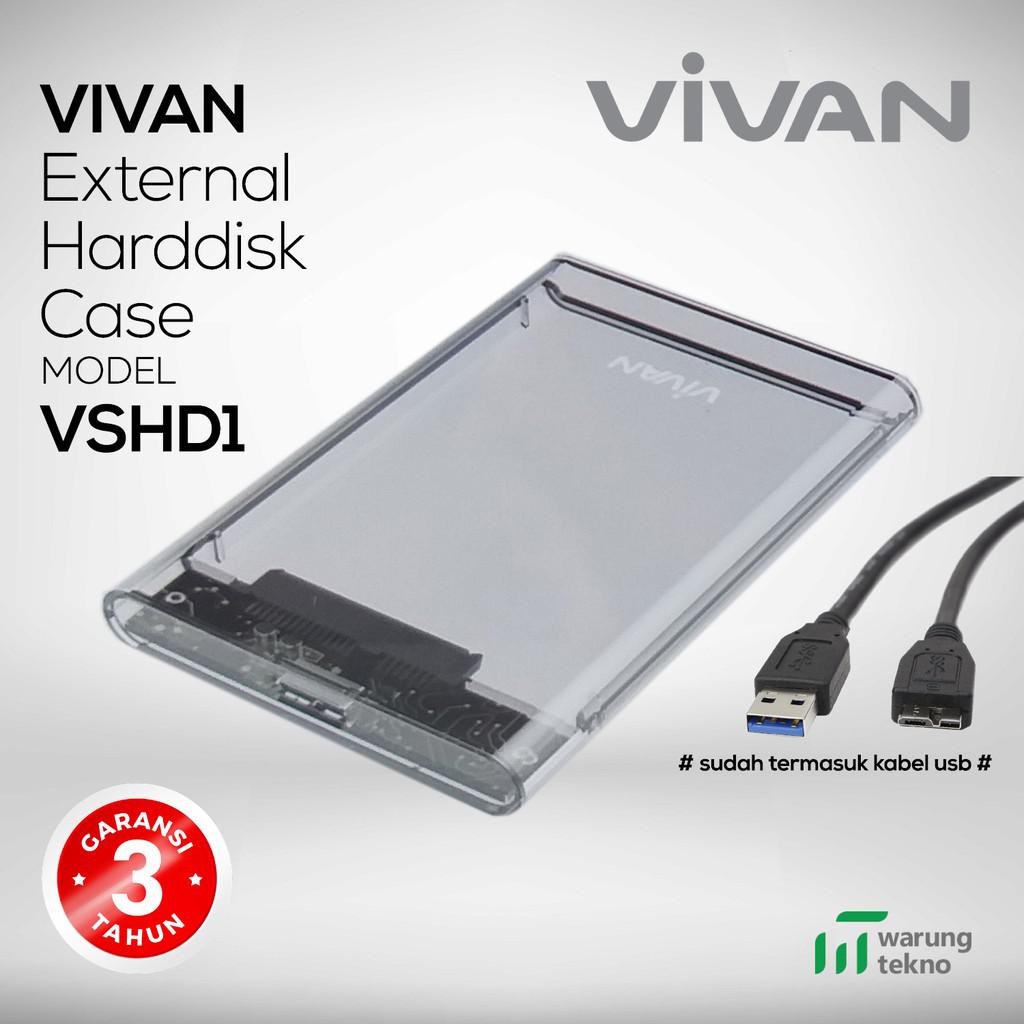 VIVAN
External
Harddisk
Case
MODEL
VSHD1
ViVAN
ViVAN
# sudah termasuk kabel usb #
GARANSI
3
TAHUN
warung
tekno